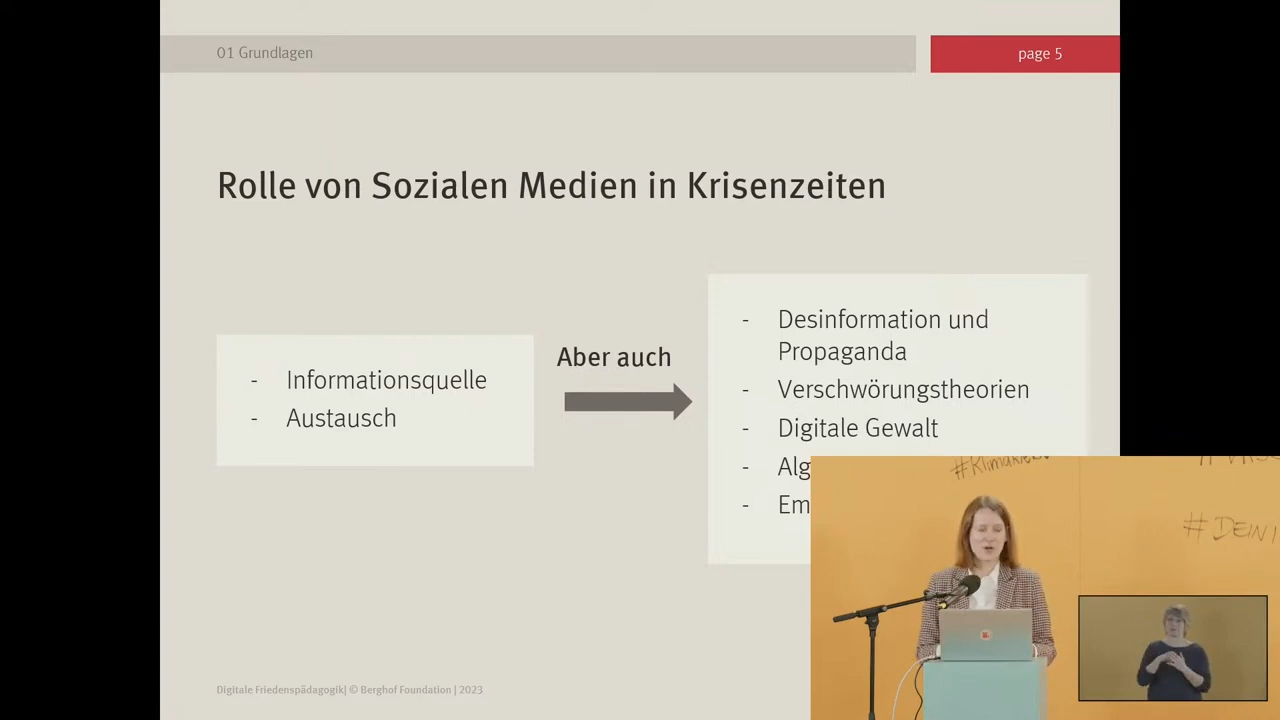 01 Grundlagen
page 5
Rolle von Sozialen Medien in Krisenzeiten
- Informationsquelle
- Austausch
Aber auch
- Desinformation und
Propaganda
- Verschwörungstheorien
- Digitale Gewalt
- Alg
- Em
#Klimakleb
# DEIN
Digitale Friedenspädagogik| © Berghof Foundation | 2023